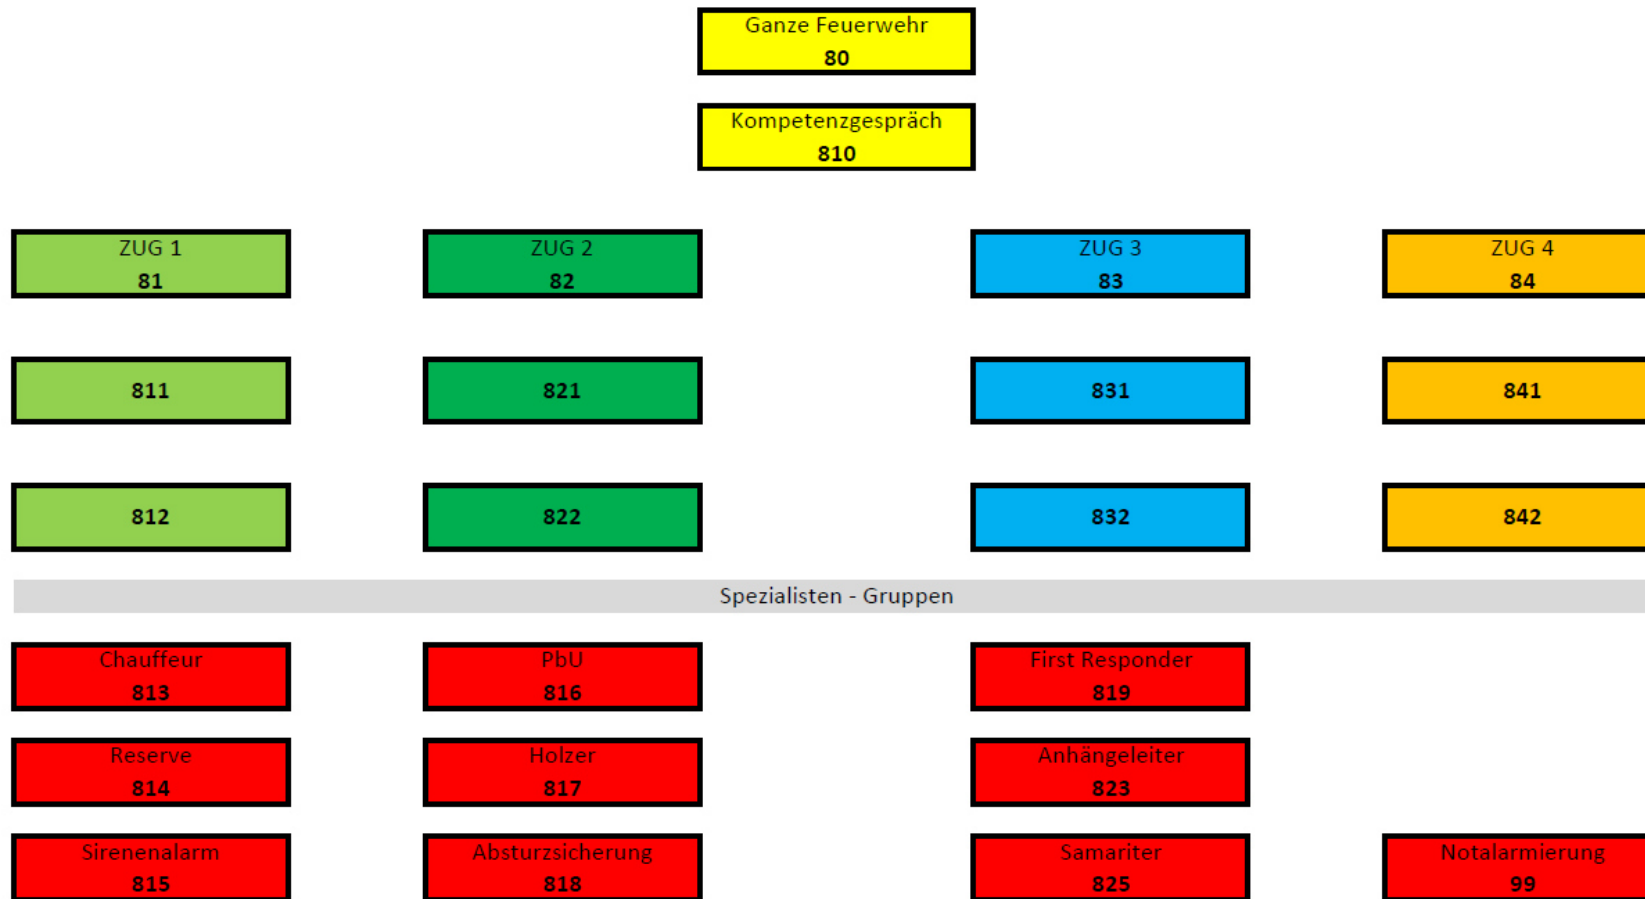 Ganze Feuerwehr
80
Kompetenzgespräch
810
ZUG 1
81
ZUG 2
82
ZUG 3
83
ZUG 4
84
811
821
831
841
812
822
832
842
Spezialisten - Gruppen
Chauffeur
813
PbU
816
First Responder
819
Reserve
814
Holzer
817
Anhängeleiter
823
Sirenenalarm
815
Absturzsicherung
818
Samariter
825
Notalarmierung
99